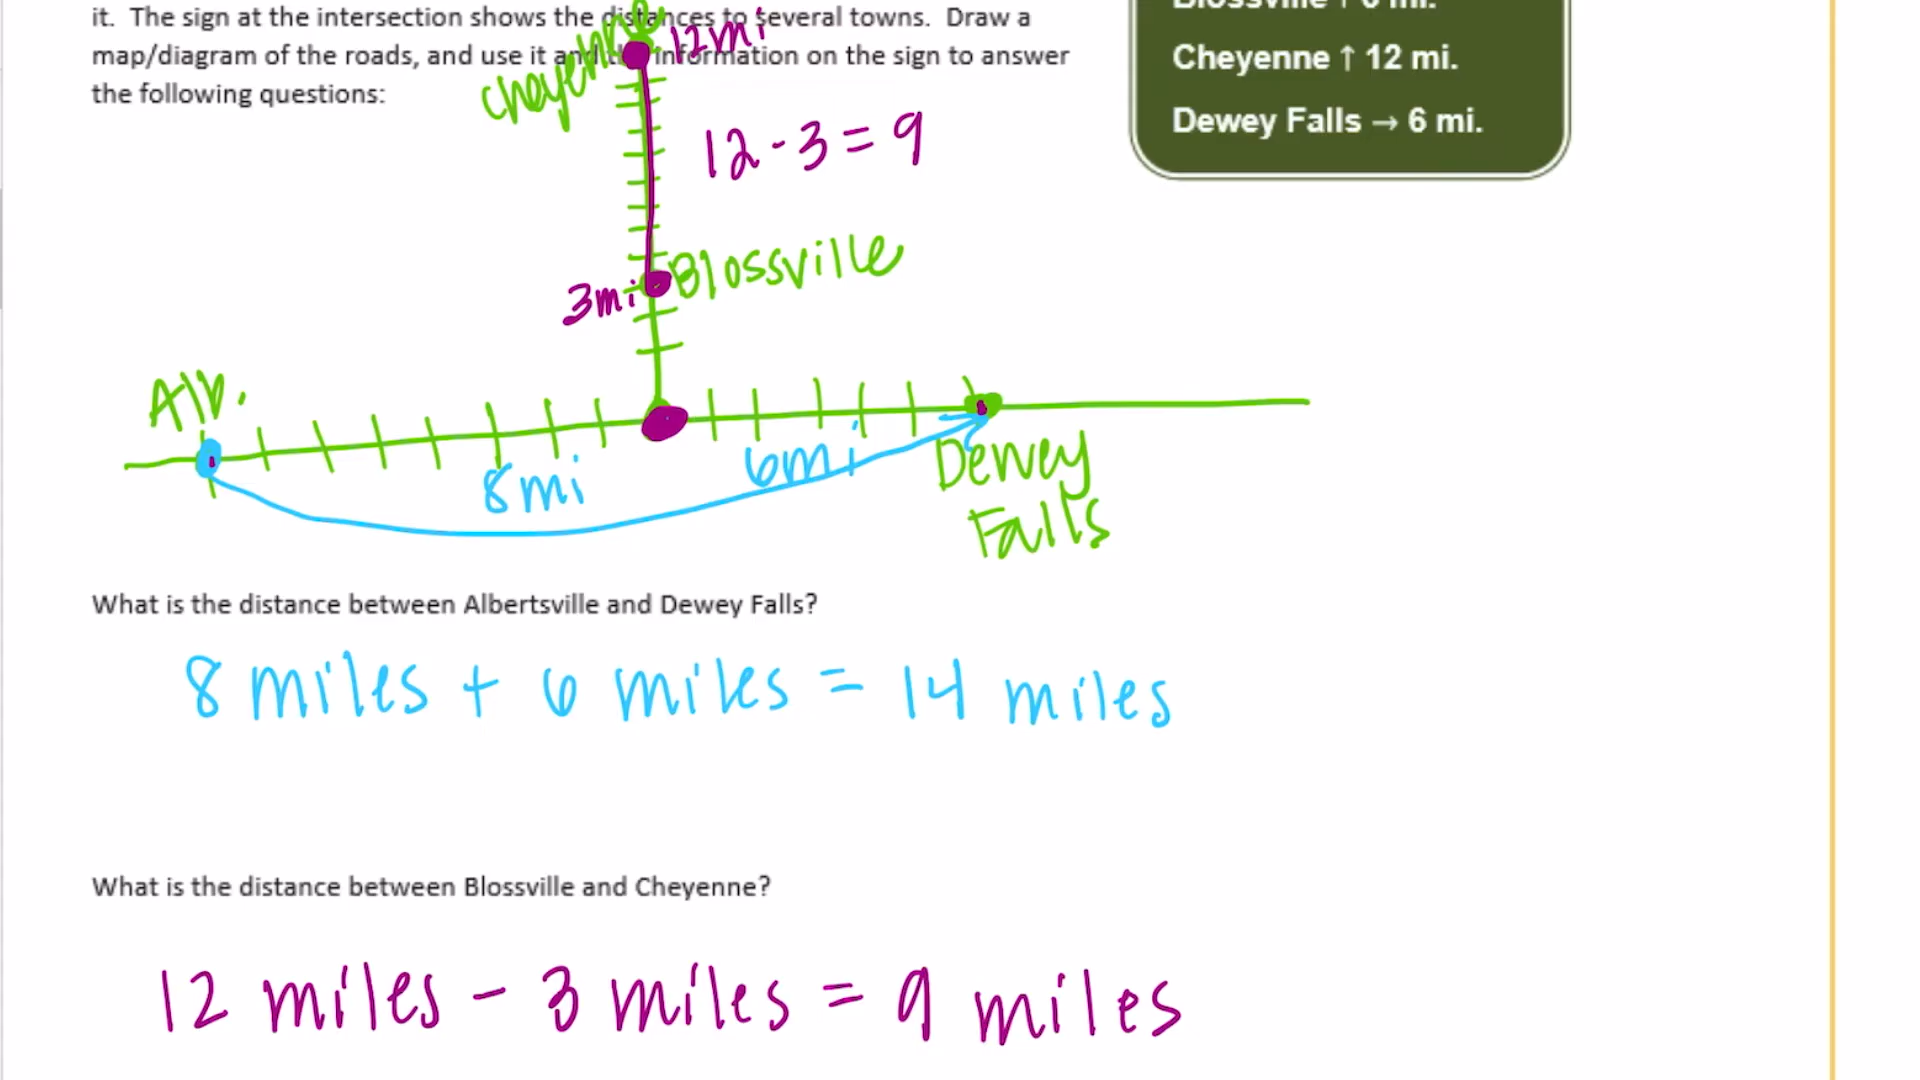 it. The sign at the intersection shows the distances to several towns. Draw a
map/diagram of the roads, and use it and the information on the sign to answer
the following questions:
Blossville ↑ mi.
Cheyenne ↑ 12 mi.
Dewey Falls → 6 mi.
Cheyenne
12mi
12 - 3 = 9
Blossville
3mi
Alb.
8mi
6mi
Dewey
Falls
What is the distance between Albertsville and Dewey Falls?
8 miles + 6 miles = 14 miles
What is the distance between Blossville and Cheyenne?
12 miles - 3 miles = 9 miles